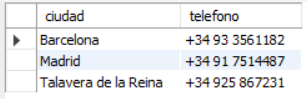 ciudad telefono
Barcelona +34 93 3561182
Madrid +34 91 7514487
Talavera de la Reina +34 925 867231